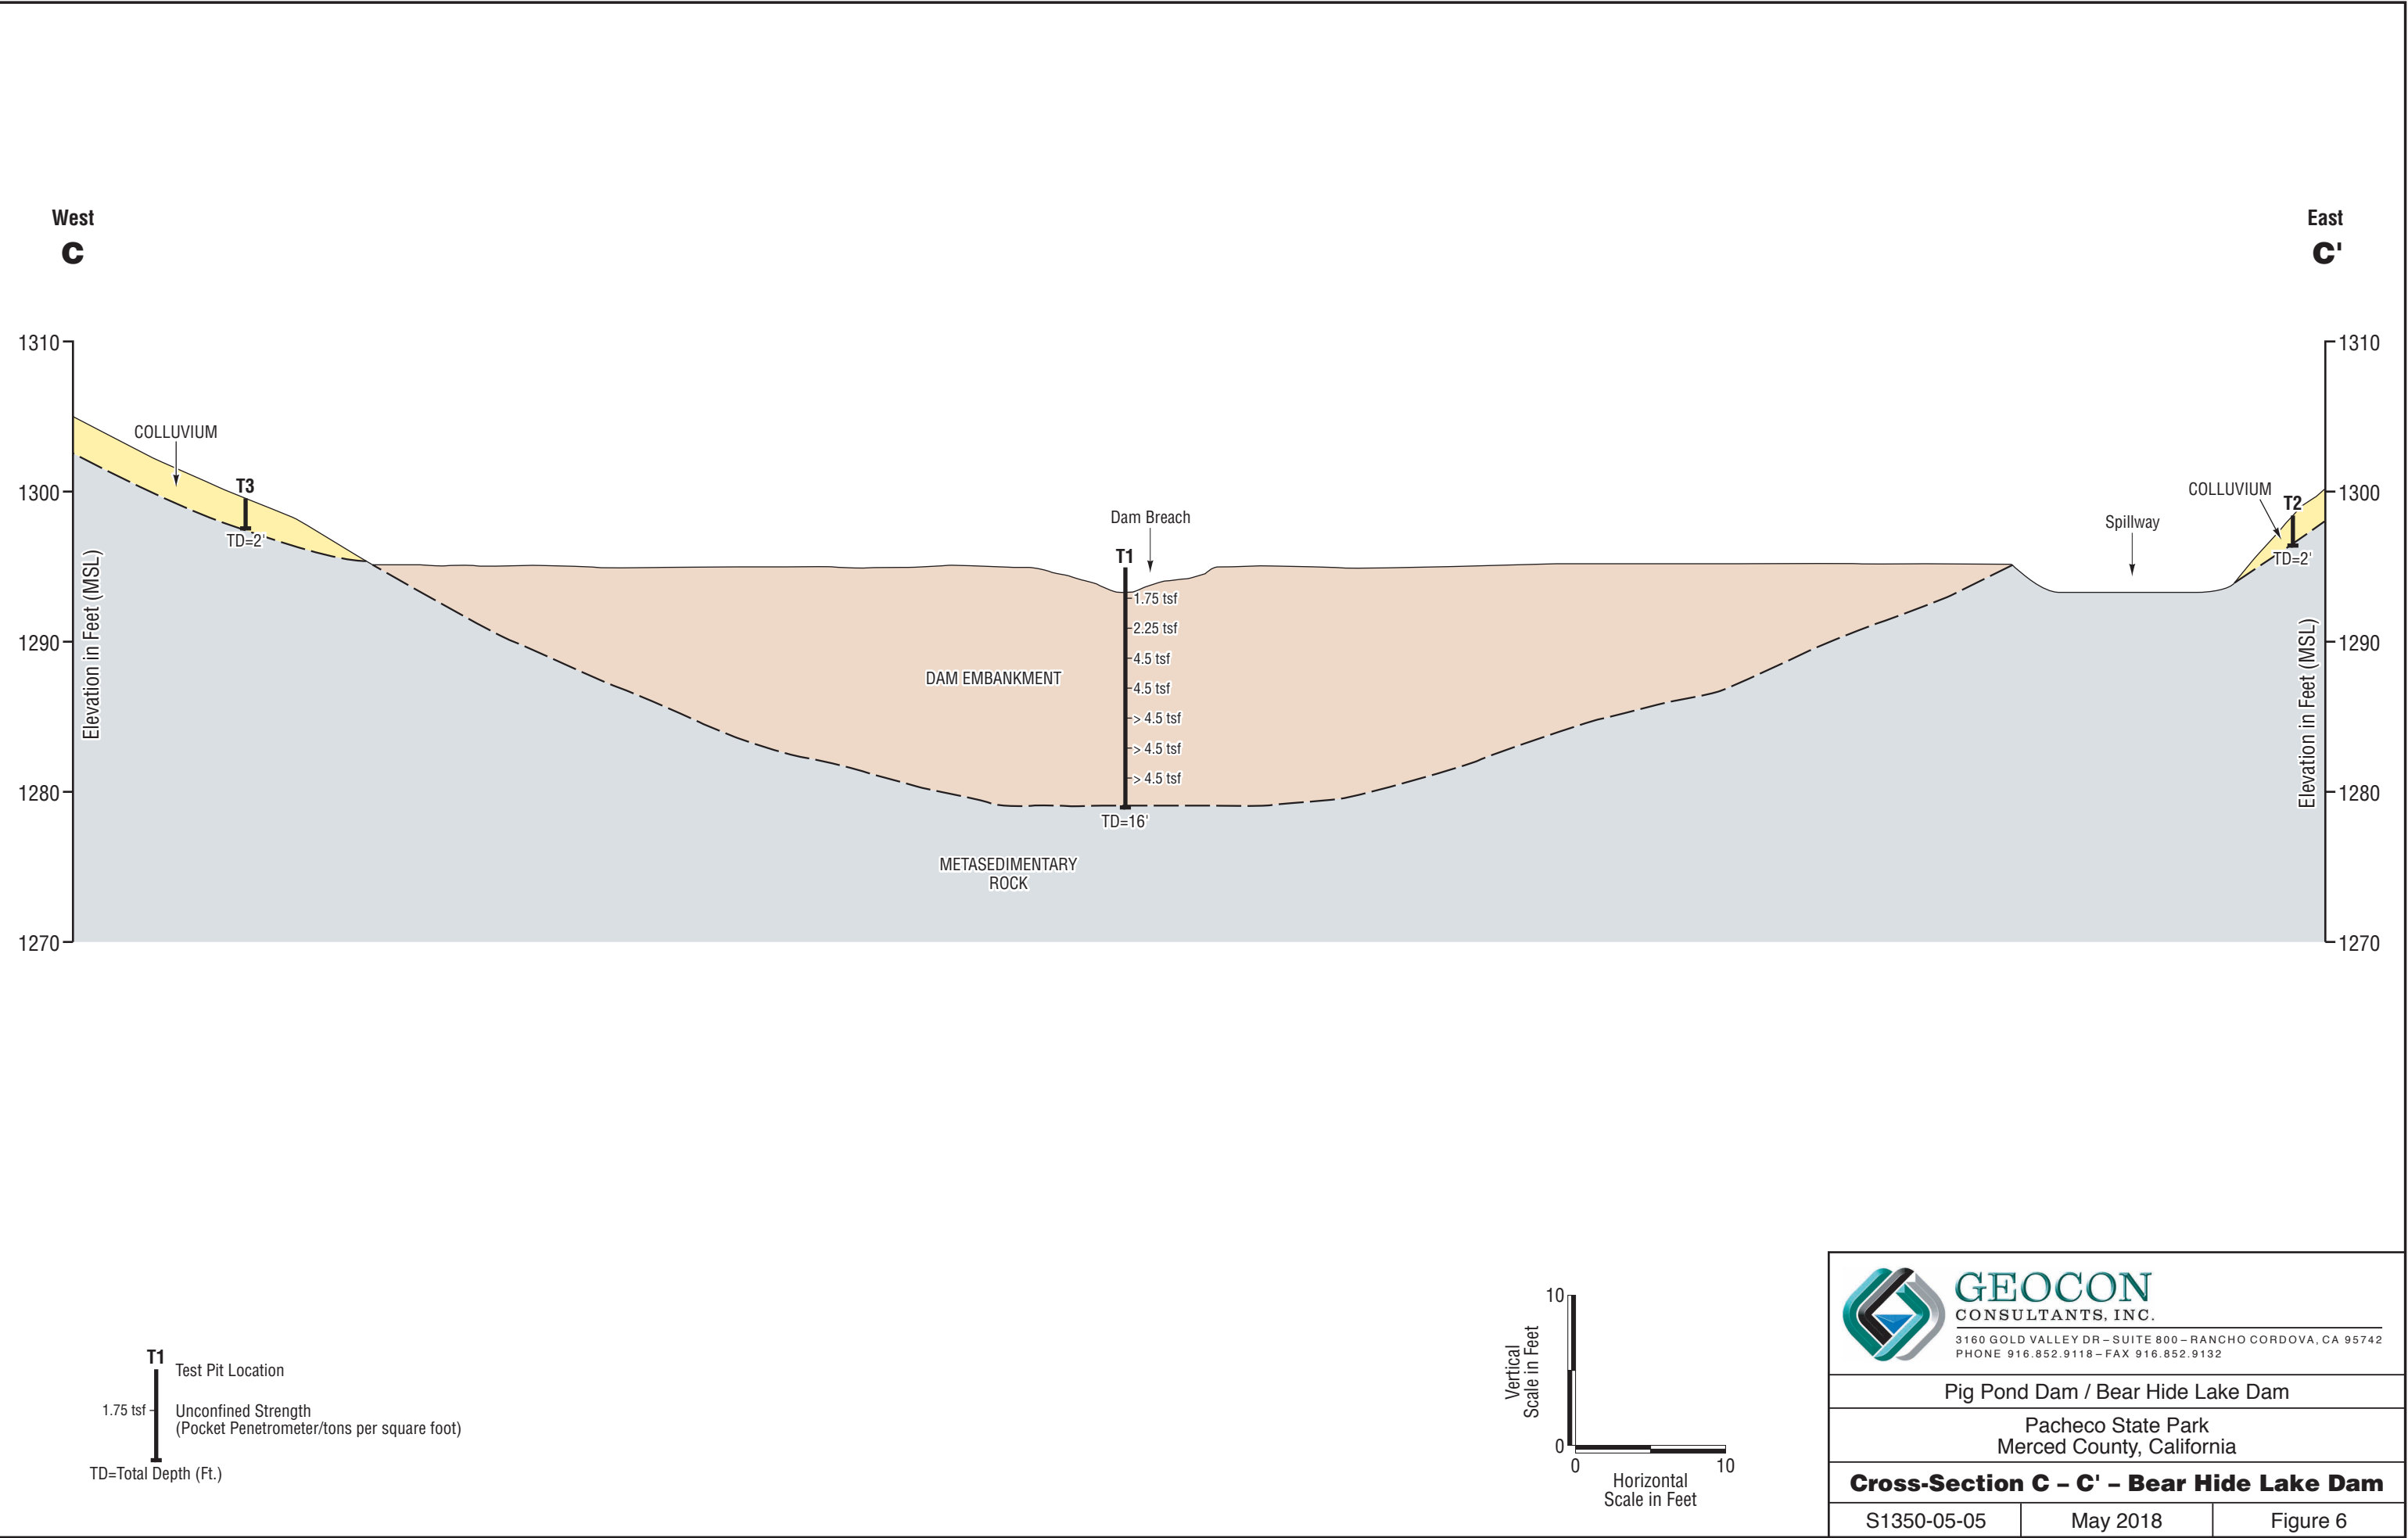 West
C
East
C'
1310
1300
1290
1280
1270
Elevation in Feet (MSL)
1310
1300
1290
1280
1270
Elevation in Feet (MSL)
COLLUVIUM
T3
TD=2'
Dam Breach
T1
1.75 tsf
2.25 tsf
4.5 tsf
4.5 tsf
> 4.5 tsf
> 4.5 tsf
> 4.5 tsf
TD=16'
DAM EMBANKMENT
METASEDIMENTARY
ROCK
Spillway
COLLUVIUM
T2
TD=2'
T1
Test Pit Location
1.75 tsf
Unconfined Strength
(Pocket Penetrometer/tons per square foot)
TD=Total Depth (Ft.)
10
0
Vertical
Scale in Feet
0
10
Horizontal
Scale in Feet
GEOCON
CONSULTANTS, INC.
3160 GOLD VALLEY DR – SUITE 800 – RANCHO CORDOVA, CA 95742
PHONE 916.852.9118 – FAX 916.852.9132
Pig Pond Dam / Bear Hide Lake Dam
Pacheco State Park
Merced County, California
Cross-Section C – C' – Bear Hide Lake Dam
S1350-05-05
May 2018
Figure 6